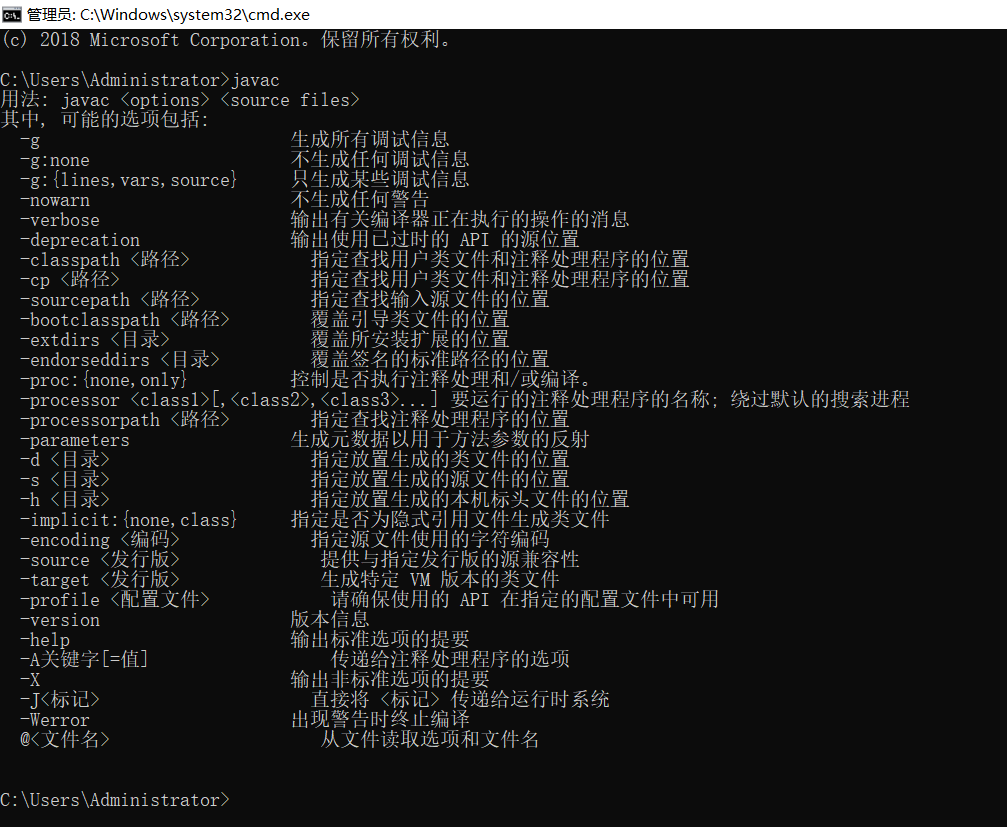 管理员: C:\Windows\system32\cmd.exe
(c) 2018 Microsoft Corporation。保留所有权利。
C:\Users\Administrator>javac
用法: javac <options> <source files>
其中, 可能的选项包括:
-g 生成所有调试信息
-g:none 不生成任何调试信息
-g:{lines,vars,source} 只生成某些调试信息
-nowarn 不生成任何警告
-verbose 输出有关编译器正在执行的操作的消息
-deprecation 输出使用已过时的 API 的源位置
-classpath <路径> 指定查找用户类文件和注释处理程序的位置
-cp <路径> 指定查找用户类文件和注释处理程序的位置
-sourcepath <路径> 指定查找输入源文件的位置
-bootclasspath <路径> 覆盖引导类文件的位置
-extdirs <目录> 覆盖所安装扩展的位置
-endorseddirs <目录> 覆盖签名的标准路径的位置
-proc:{none,only} 控制是否执行注释处理和/或编译。
-processor <class1>[,<class2>,<class3>...] 要运行的注释处理程序的名称; 绕过默认的搜索进程
-processorpath <路径> 指定查找注释处理程序的位置
-parameters 生成元数据以用于方法参数的反射
-d <目录> 指定放置生成的类文件的位置
-s <目录> 指定放置生成的源文件的位置
-h <目录> 指定放置生成的本机标头文件的位置
-implicit:{none,class} 指定是否为隐式引用文件生成类文件
-encoding <编码> 指定源文件使用的字符编码
-source <发行版> 提供与指定发行版的源兼容性
-target <发行版> 生成特定 VM 版本的类文件
-profile <配置文件> 请确保使用的 API 在指定的配置文件中可用
-version 版本信息
-help 输出标准选项的提要
-A关键字[=值] 传递给注释处理程序的选项
-X 输出非标准选项的提要
-J<标记> 直接将 <标记> 传递给运行时系统
-Werror 出现警告时终止编译
@<文件名> 从文件读取选项和文件名
C:\Users\Administrator>